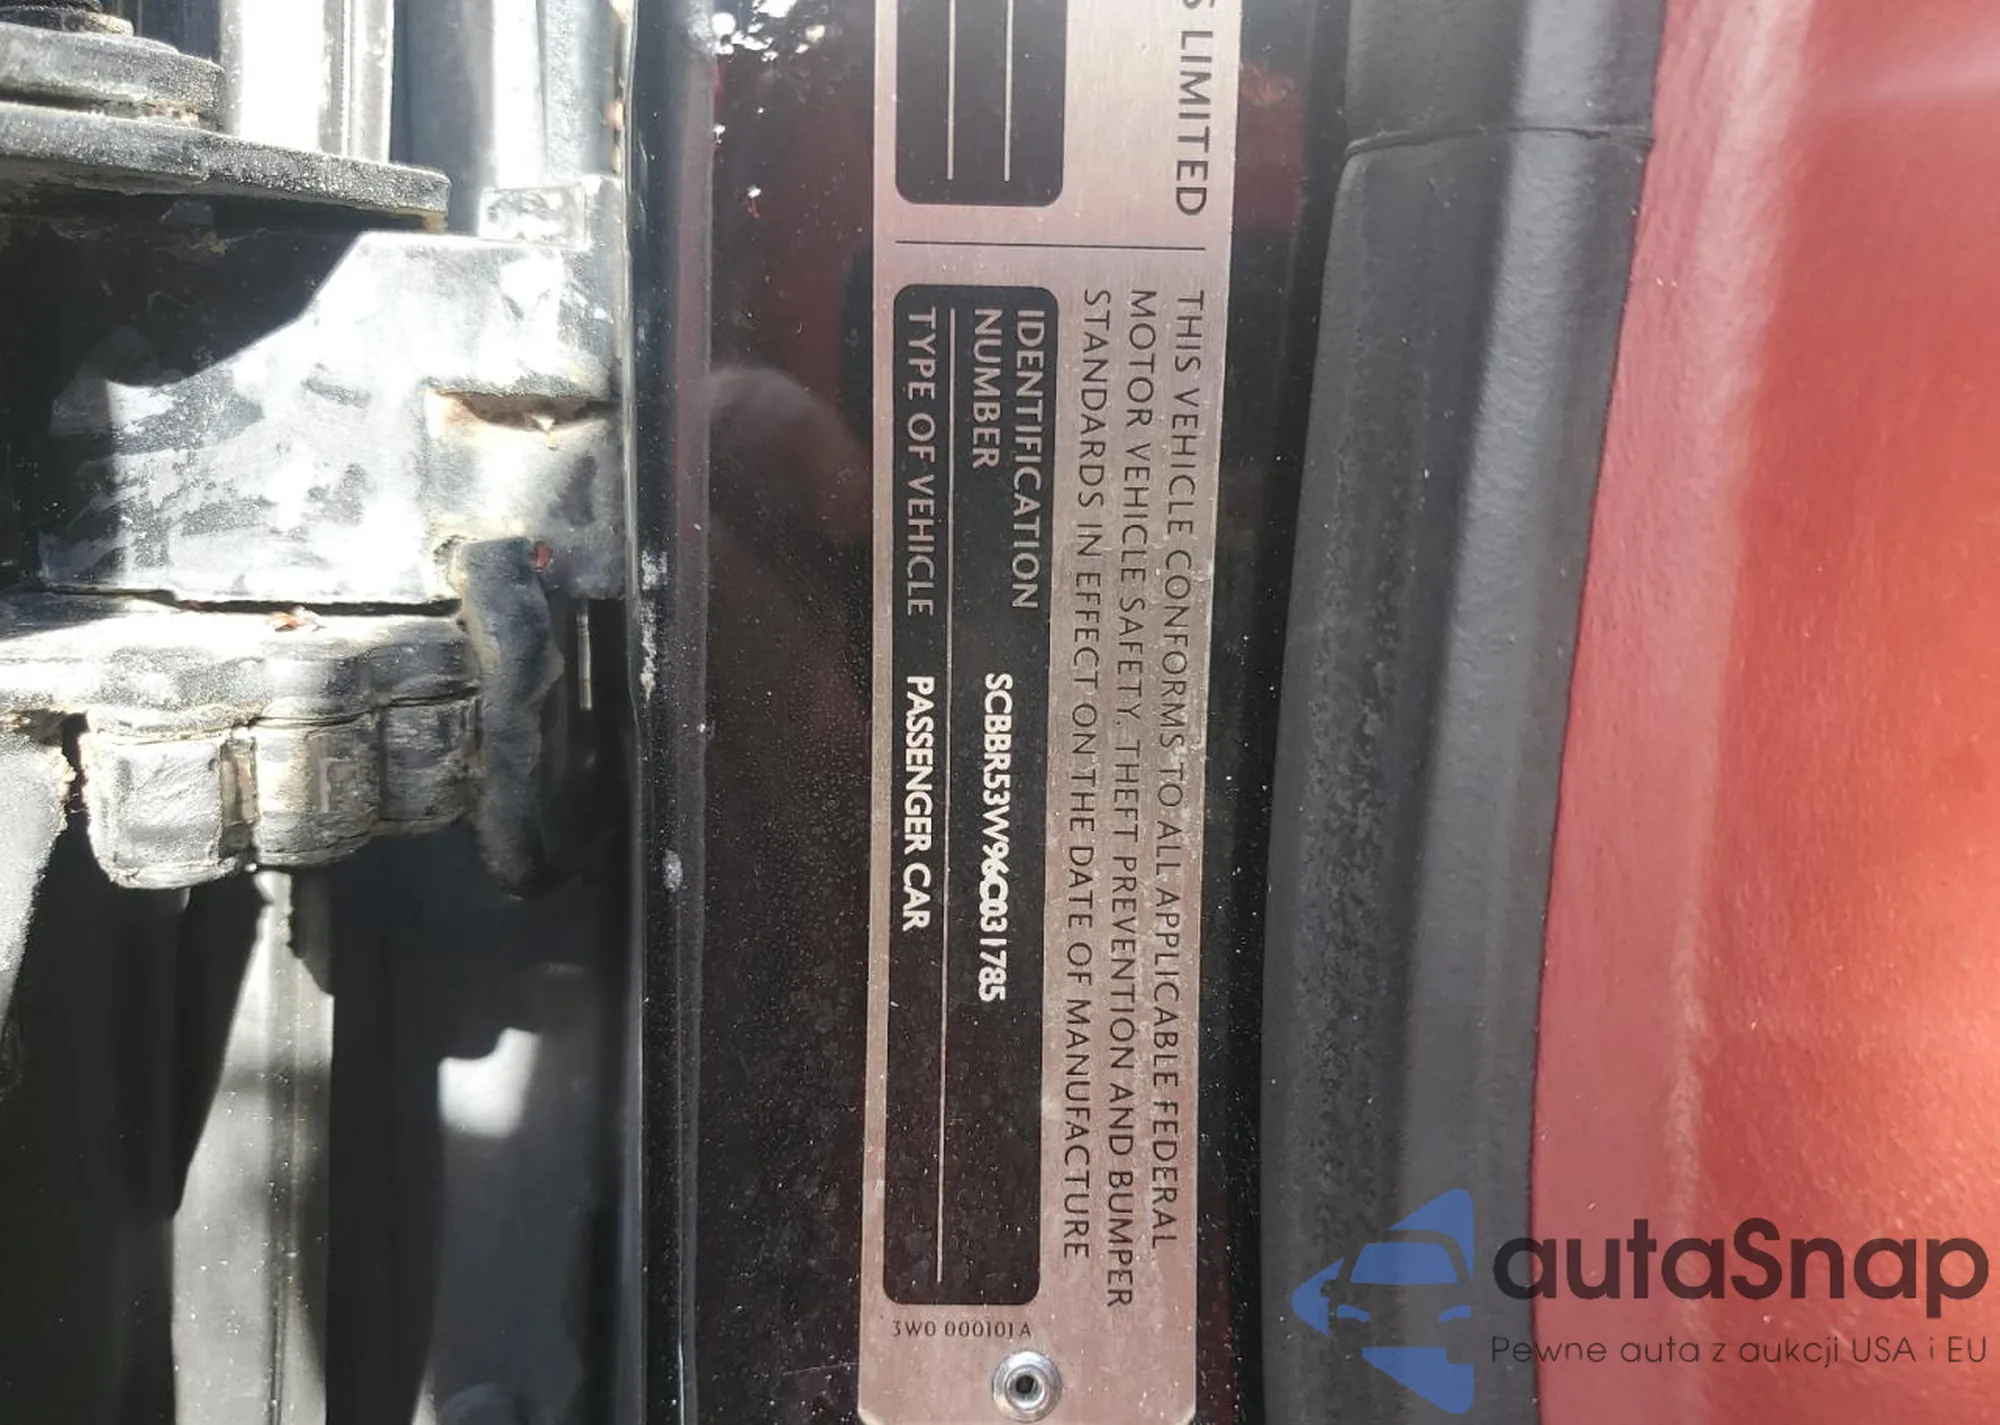 S LIMITED
THIS VEHICLE CONFORMS TO ALL APPLICABLE FEDERAL
MOTOR VEHICLE SAFETY. THEFT PREVENTION AND BUMPER
STANDARDS IN EFFECT ON THE DATE OF MANUFACTURE
IDENTIFICATION
NUMBER SCBBR53W96C031785
TYPE OF VEHICLE PASSENGER CAR
3W0 000101A
autaSnap
Pewne auta z aukcji USA i EU